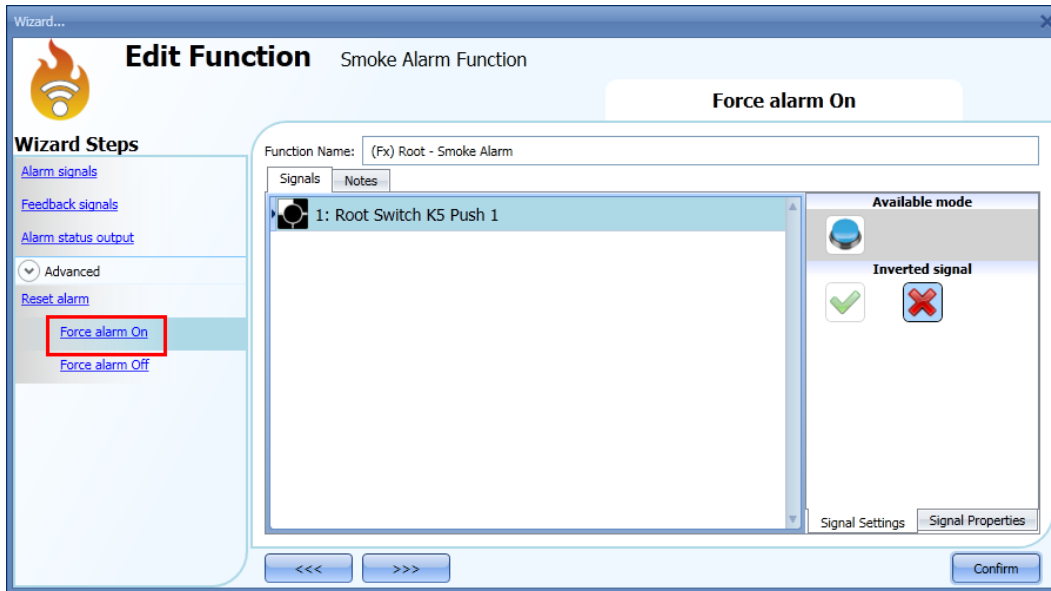 Wizard...
Edit Function Smoke Alarm Function
Force alarm On
Wizard Steps
Alarm signals
Feedback signals
Alarm status output
Advanced
Reset alarm
Force alarm On
Force alarm Off
Function Name: (Fx) Root - Smoke Alarm
Signals Notes
1: Root Switch K5 Push 1
Available mode
Inverted signal
Signal Settings Signal Properties
<<< >>> Confirm